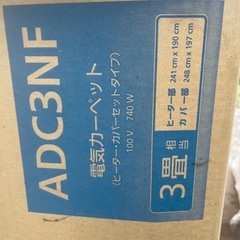 ADC3NF
電気カーペット
(ヒーター・カバーセットタイプ)
100 V  740 W
3畳相当
ヒーター部 241 cm x 190 cm
カバー部 248 cm x 197 cm